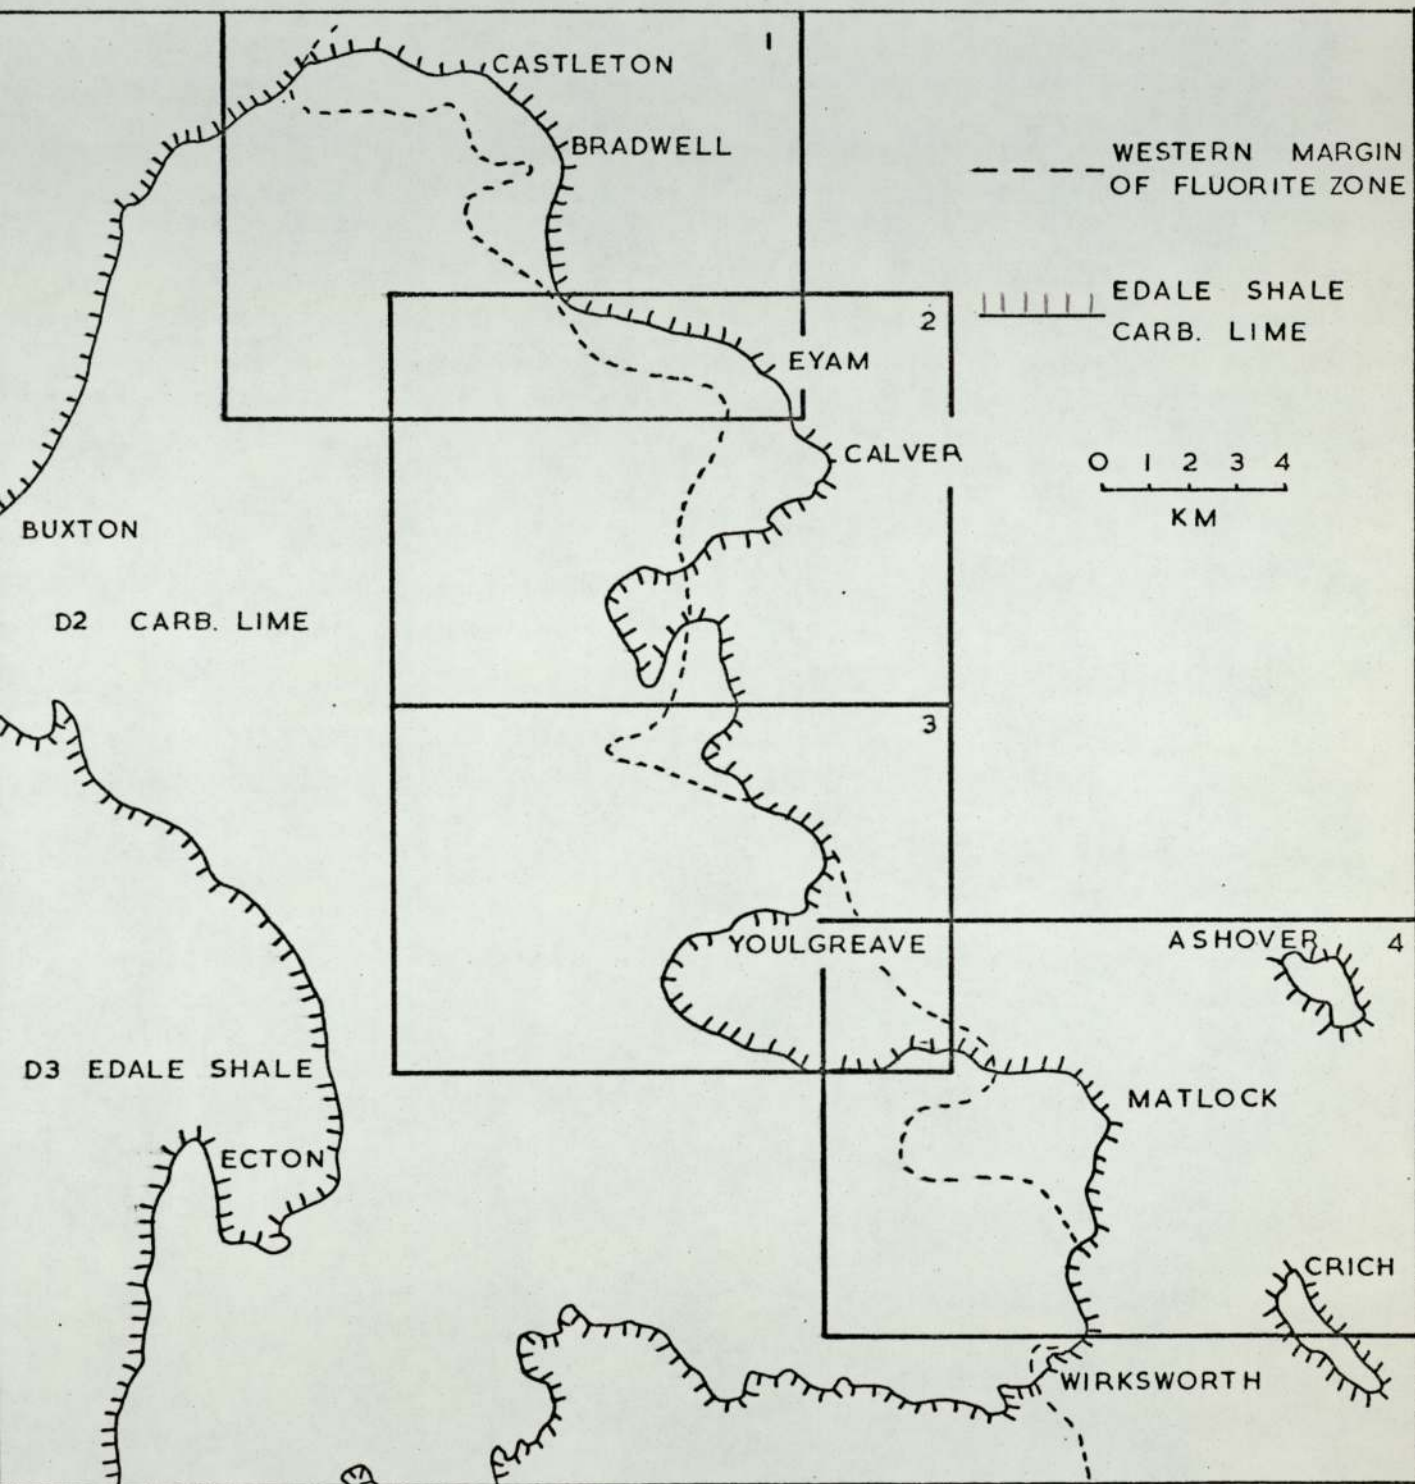 1
CASTLETON
BRADWELL
WESTERN MARGIN
OF FLUORITE ZONE
EDALE SHALE
CARB. LIME
2
EYAM
CALVER
0 1 2 3 4
KM
BUXTON
D2 CARB. LIME
3
YOULGREAVE
ASHOVER
4
D3 EDALE SHALE
MATLOCK
ECTON
CRICH
WIRKSWORTH